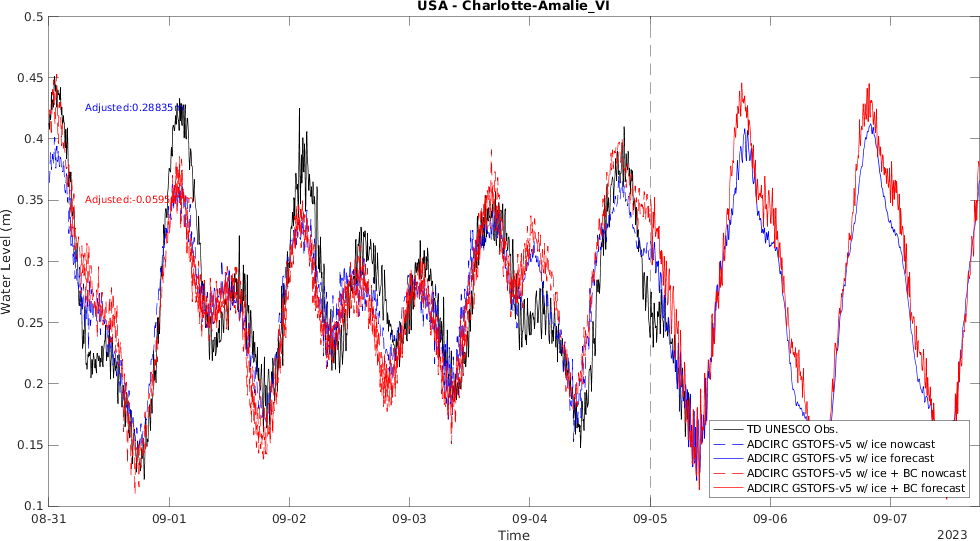 USA - Charlotte-Amalie_VI
0.5
0.45
0.4
0.35
0.3
0.25
0.2
0.15
0.1
Water Level (m)
Adjusted:0.28835
Adjusted:-0.0595
08-31 09-01 09-02 09-03 09-04 09-05 09-06 09-07
Time
2023
TD UNESCO Obs.
ADCIRC GSTOFS-v5 w/ ice nowcast
ADCIRC GSTOFS-v5 w/ ice forecast
ADCIRC GSTOFS-v5 w/ ice + BC nowcast
ADCIRC GSTOFS-v5 w/ ice + BC forecast